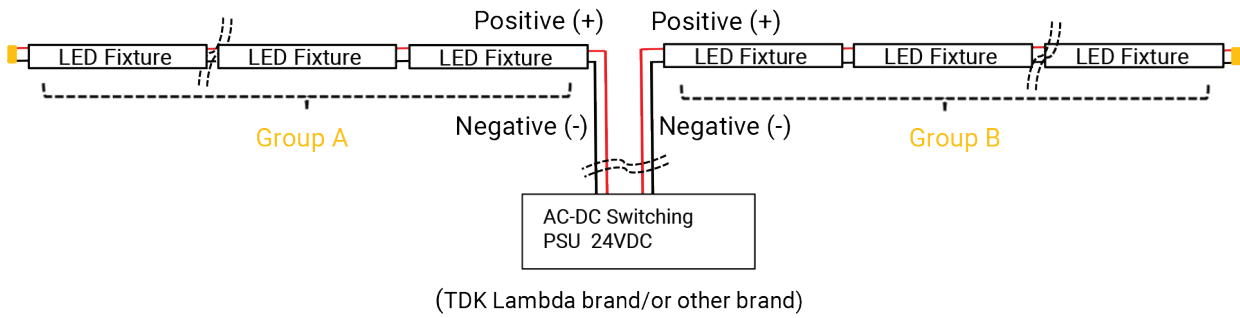 Positive (+)
Positive (+)
LED Fixture
LED Fixture
LED Fixture
LED Fixture
LED Fixture
LED Fixture
Group A
Negative (-)
Negative (-)
Group B
AC-DC Switching
PSU 24VDC
(TDK Lambda brand/or other brand)